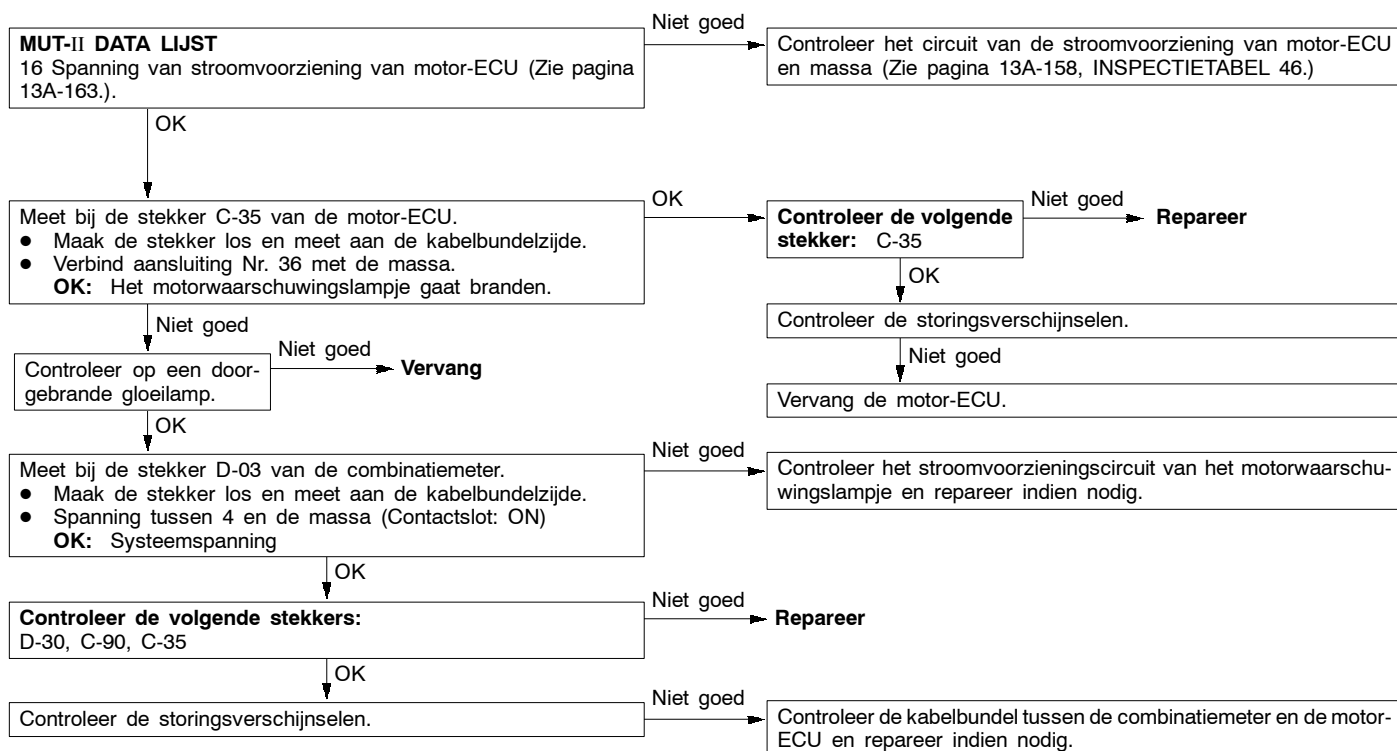 MUT-II DATA LIJST
16 Spanning van stroomvoorziening van motor-ECU (Zie pagina
13A-163.).
Niet goed
Controleer het circuit van de stroomvoorziening van motor-ECU
en massa (Zie pagina 13A-158, INSPECTIETABEL 46.)
OK
Meet bij de stekker C-35 van de motor-ECU.
● Maak de stekker los en meet aan de kabelbundelzijde.
● Verbind aansluiting Nr. 36 met de massa.
OK: Het motorwaarschuwingslampje gaat branden.
OK
Controleer de volgende
stekker: C-35
Niet goed
Repareer
OK
Controleer de storingsverschijnselen.
Niet goed
Vervang de motor-ECU.
Niet goed
Controleer op een door-
gebrande gloeilamp.
Niet goed
Vervang
OK
Meet bij de stekker D-03 van de combinatiemeter.
● Maak de stekker los en meet aan de kabelbundelzijde.
● Spanning tussen 4 en de massa (Contactslot: ON)
OK: Systeemspanning
Niet goed
Controleer het stroomvoorzieningscircuit van het motorwaarschu-
wingslampje en repareer indien nodig.
OK
Controleer de volgende stekkers:
D-30, C-90, C-35
Niet goed
Repareer
OK
Controleer de storingsverschijnselen.
Niet goed
Controleer de kabelbundel tussen de combinatiemeter en de motor-
ECU en repareer indien nodig.